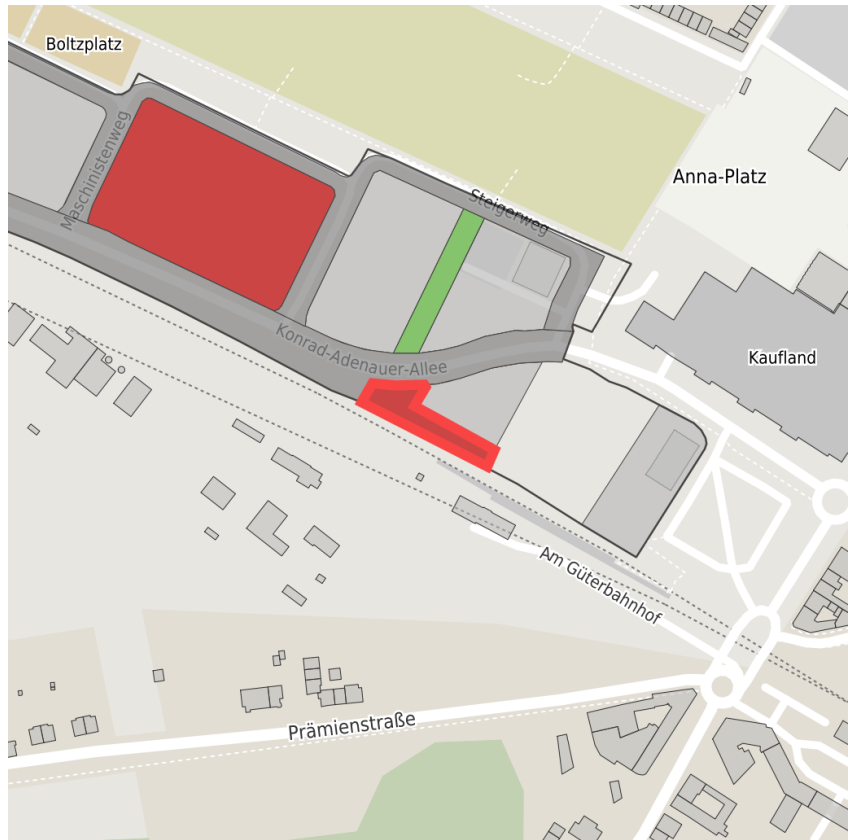 Boltzplatz
Maschinistenweg
Anna-Platz
Steigerweg
Konrad-Adenauer-Allee
Kaufland
Am Güterbahnhof
Prämienstraße